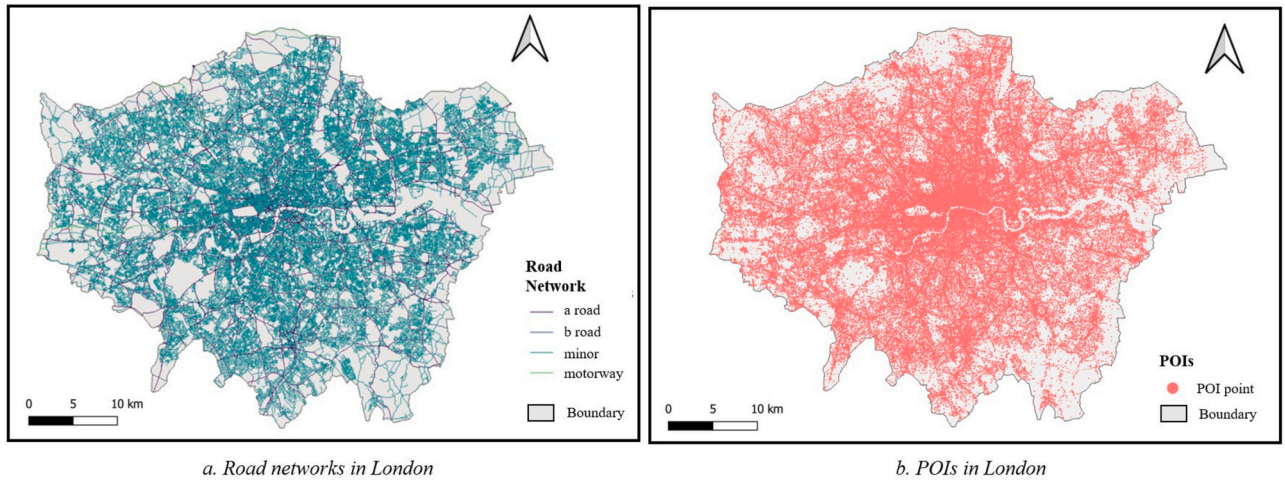 Road
Network
a road
b road
minor
motorway
Boundary
0 5 10 km
;
POIs
POI point
Boundary
0 5 10 km
a. Road networks in London
b. POIs in London